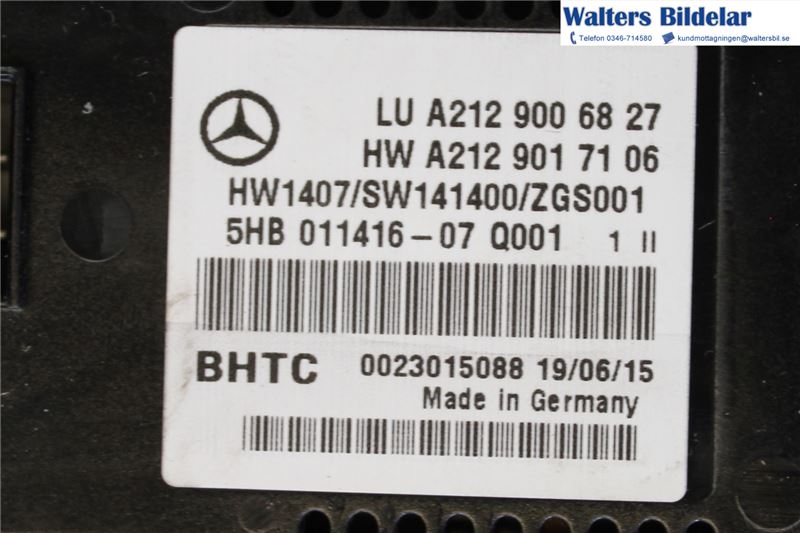 Walters Bildelar
Telefon 0346-714580 kundmottagningen@waltersbil.se
LU A212 900 68 27
HW A212 901 71 06
HW1407/SW141400/ZGS001
5HB 011416-07 Q001 1 II
BHTC 0023015088 19/06/15
Made in Germany